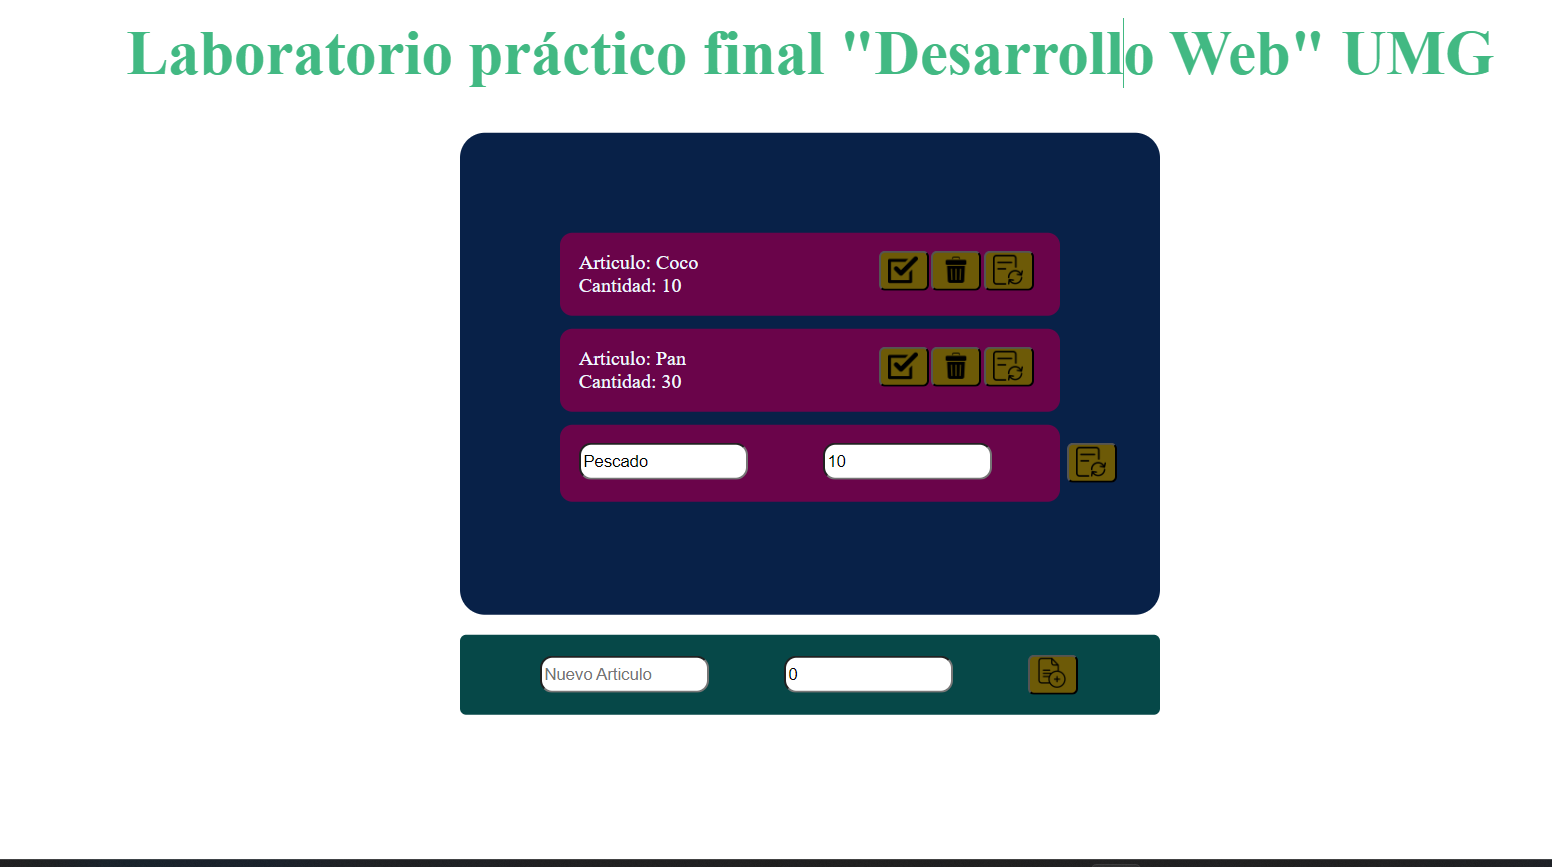 Laboratorio práctico final "Desarrollo Web" UMG
Articulo: Coco
Cantidad: 10
Articulo: Pan
Cantidad: 30
Pescado 10
Nuevo Articulo 0